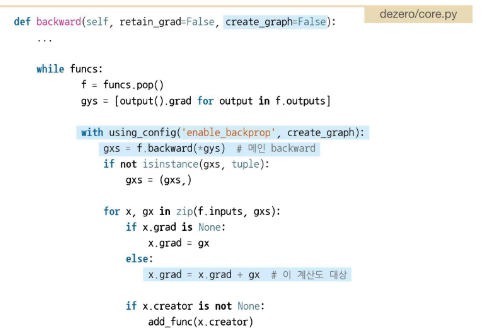 dezero/core.py
def backward(self, retain_grad=False, create_graph=False):
    ...

    while funcs:
        f = funcs.pop()
        gys = [output().grad for output in f.outputs]

        with using_config('enable_backprop', create_graph):
            gxs = f.backward(*gys)  # 메인 backward
            if not isinstance(gxs, tuple):
                gxs = (gxs,)

            for x, gx in zip(f.inputs, gxs):
                if x.grad is None:
                    x.grad = gx
                else:
                    x.grad = x.grad + gx  # 이 계산도 대상

                if x.creator is not None:
                    add_func(x.creator)